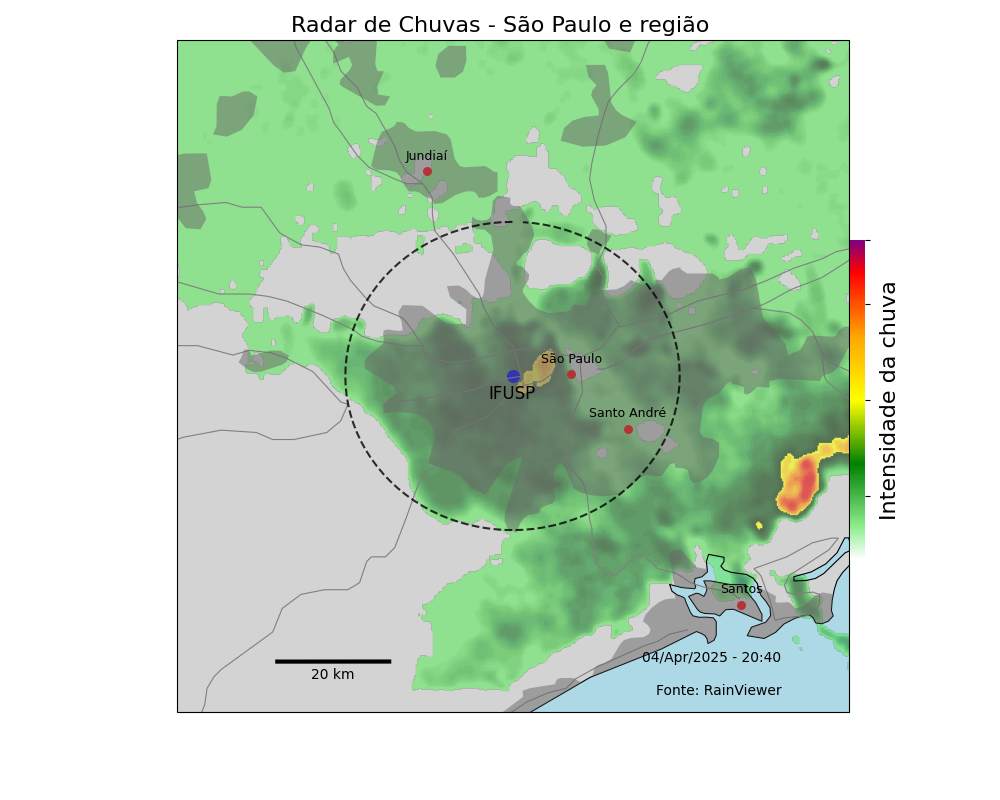 Radar de Chuvas - São Paulo e região
Jundiaí
São Paulo
IFUSP
Santo André
Intensidade da chuva
Santos
04/Apr/2025 - 20:40
20 km
Fonte: RainViewer